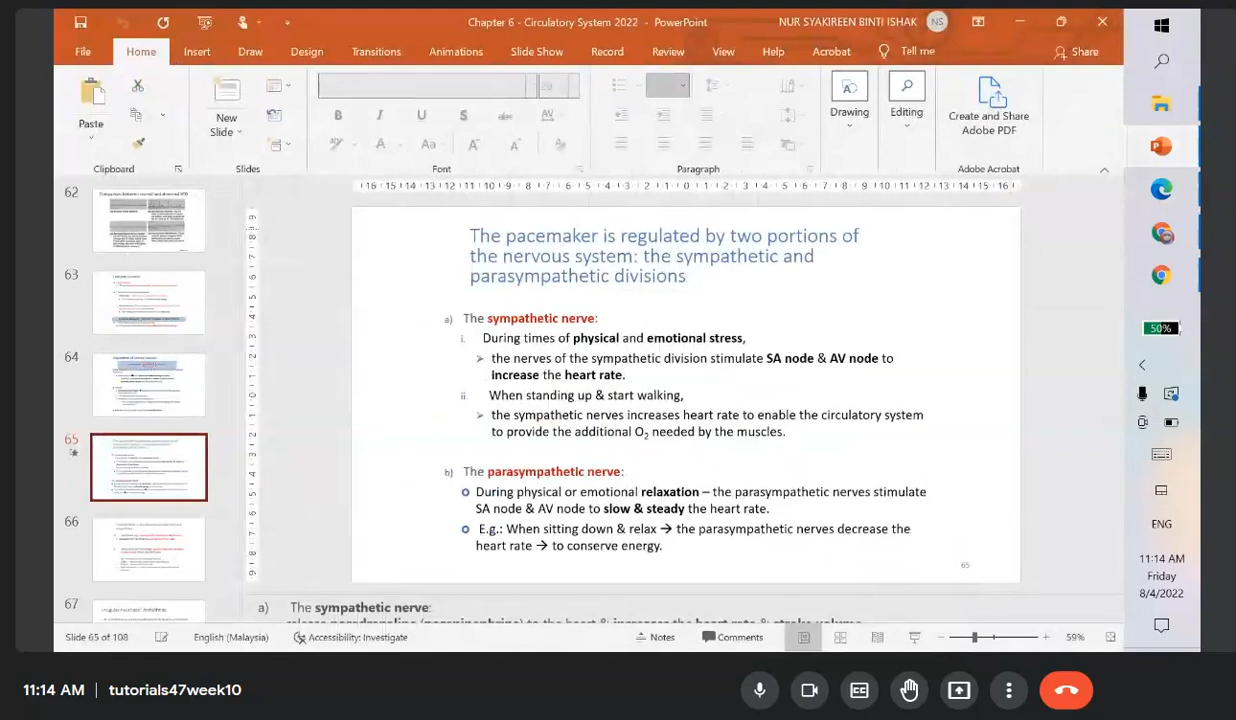 Chapter 6 - Circulatory System 2022 - PowerPoint
NUR SYAKIREEN BINTI ISHAK
NS
File Home Insert Draw Design Transitions Animations Slide Show Record Review View Help Acrobat Tell me Share
Paste
New Slide
Drawing
Editing
Create and Share Adobe PDF
Clipboard Slides Font Paragraph Adobe Acrobat
62
63
64
65
66
67
The pacemaker is regulated by two portions of
the nervous system: the sympathetic and
parasympathetic divisions
a) The sympathetic nerve:
i. During times of physical and emotional stress,
➢ the nerves of the sympathetic division stimulate SA node & AV node to
increase the heart rate.
ii. When standing up & start walking,
➢ the sympathetic nerves increases heart rate to enable the circulatory system
to provide the additional O2 needed by the muscles.
b) The parasympathetic nerve:
During physical or emotional relaxation – the parasympathetic nerves stimulate
SA node & AV node to slow & steady the heart rate.
E.g.: When sitting down & relax → the parasympathetic nerves decrease the
heart rate → to conserve energy.
65
a) The sympathetic nerve:
Slide 65 of 108 English (Malaysia) Accessibility: Investigate Notes Comments 59%
50%
ENG
11:14 AM
Friday
8/4/2022
11:14 AM | tutorials47week10